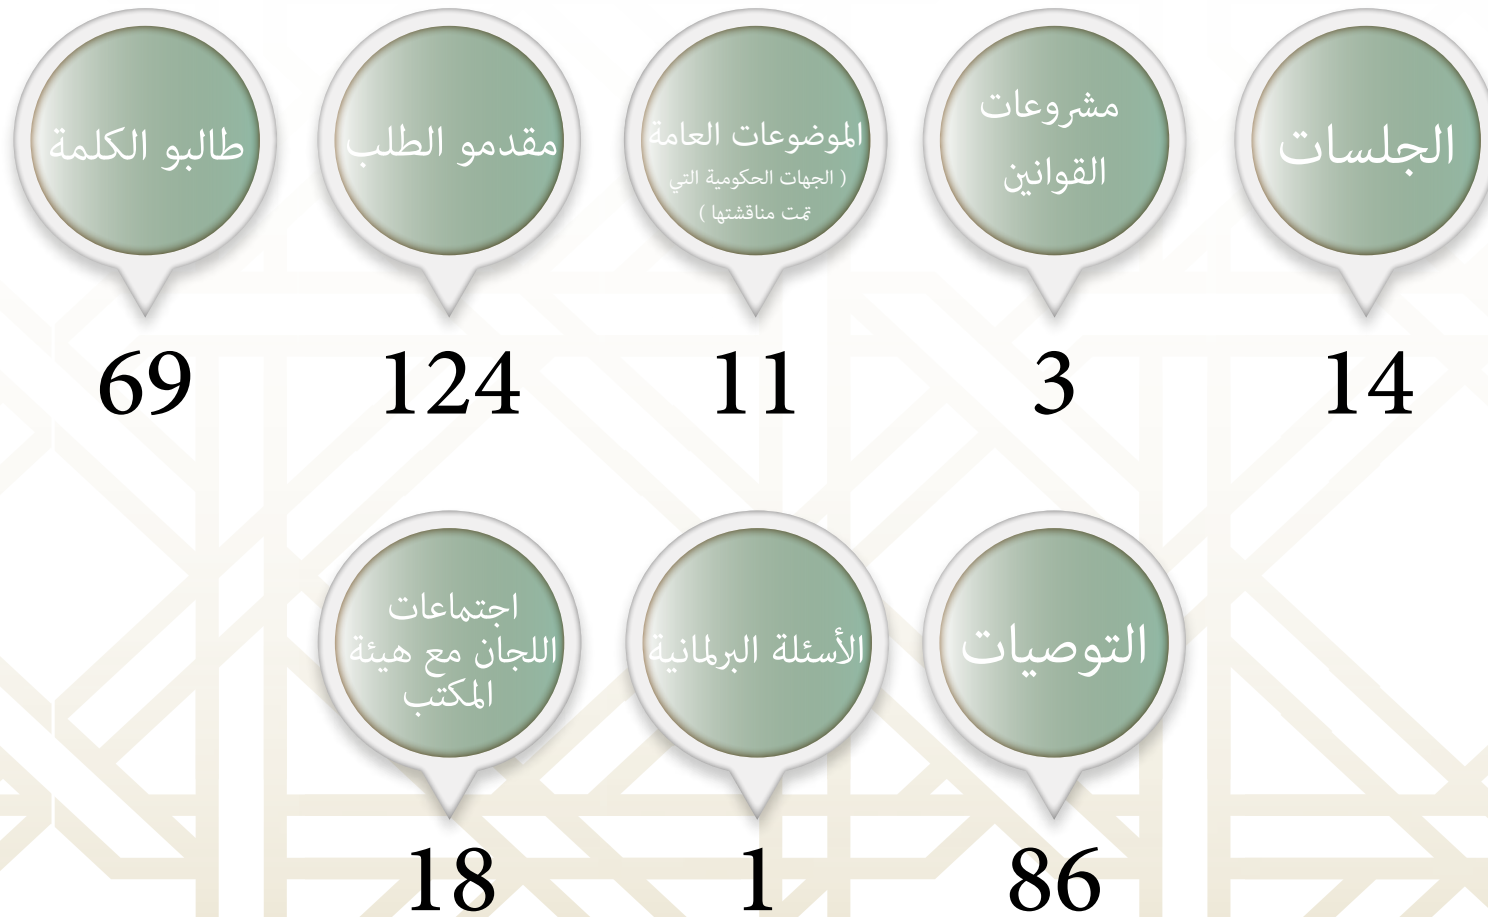 الجلسات
14
مشروعات
القوانين
3
الموضوعات العامة
( الجهات الحكومية التي
تمت مناقشتها )
11
مقدمو الطلب
124
طالبو الكلمة
69
التوصيات
86
الأسئلة البرلمانية
1
اجتماعات
اللجان مع هيئة
المكتب
18